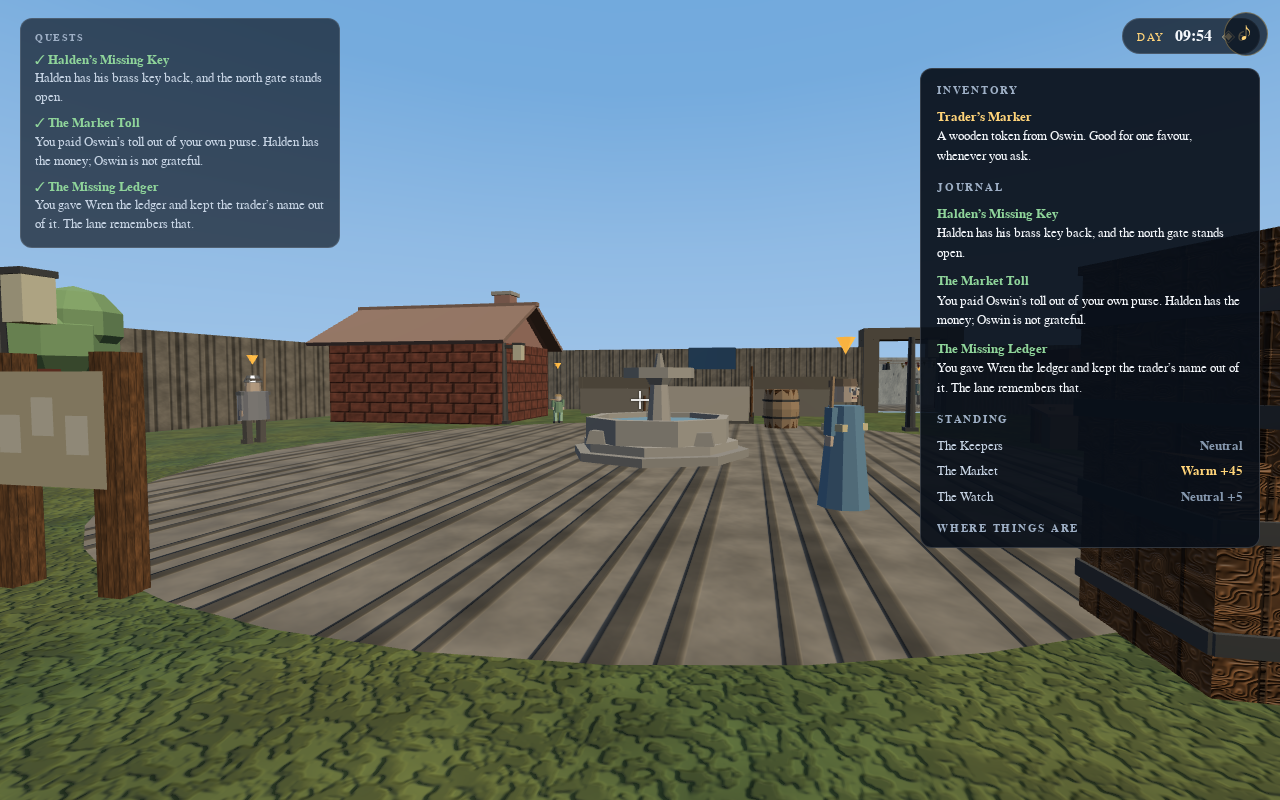 QUESTS
✓ Halden's Missing Key
Halden has his brass key back, and the north gate stands
open.
✓ The Market Toll
You paid Oswin's toll out of your own purse. Halden has
the money; Oswin is not grateful.
✓ The Missing Ledger
You gave Wren the ledger and kept the trader's name out
of it. The lane remembers that.
DAY 09:54
INVENTORY
Trader's Marker
A wooden token from Oswin. Good for one favour,
whenever you ask.
JOURNAL
Halden's Missing Key
Halden has his brass key back, and the north gate stands
open.
The Market Toll
You paid Oswin's toll out of your own purse. Halden has the
money; Oswin is not grateful.
The Missing Ledger
You gave Wren the ledger and kept the trader's name out of
it. The lane remembers that.
STANDING
The Keepers Neutral
The Market Warm +45
The Watch Neutral +5
WHERE THINGS ARE